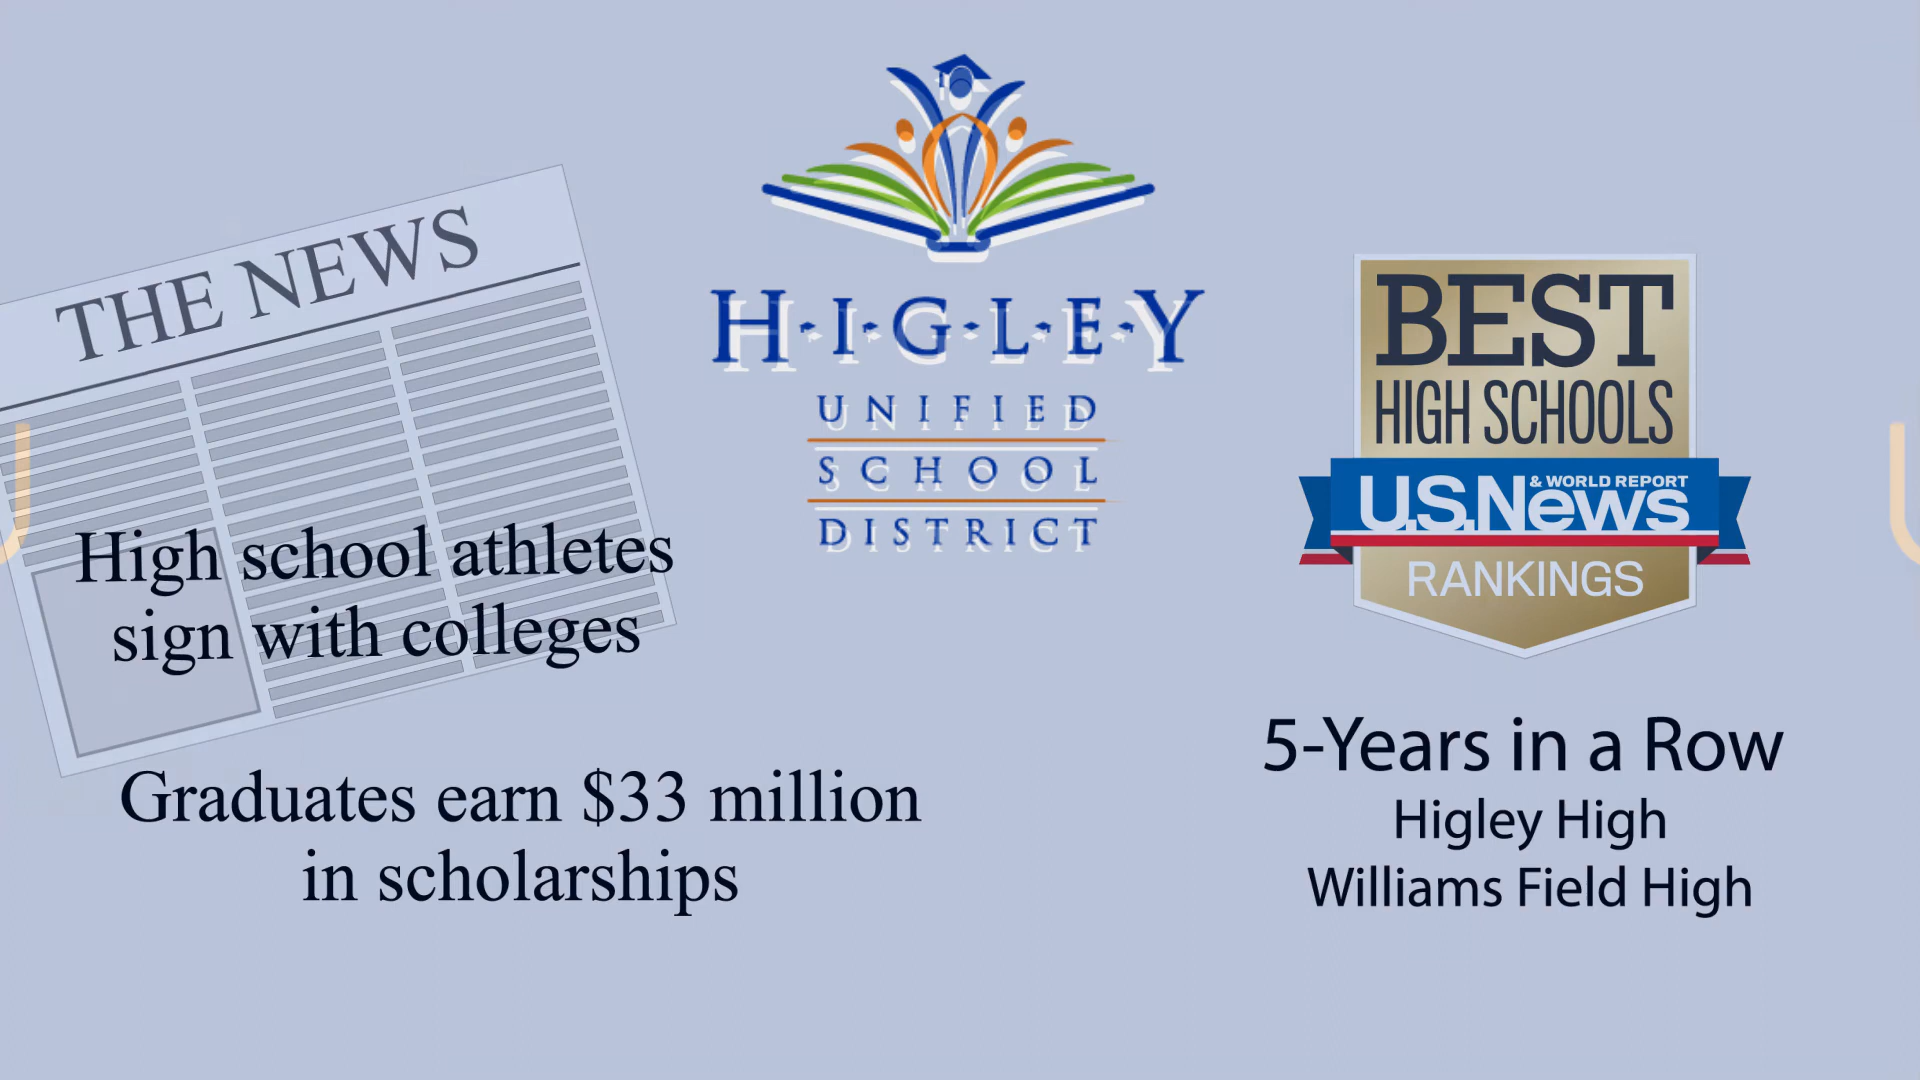 THE NEWS
High school athletes
sign with colleges
Graduates earn $33 million
in scholarships
H·I·G·L·E·Y
UNIFIED
SCHOOL
DISTRICT
BEST
HIGH SCHOOLS
U.S.News & WORLD REPORT
RANKINGS
5-Years in a Row
Higley High
Williams Field High